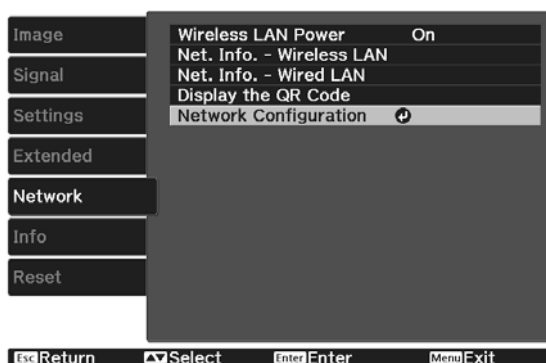 Image
Signal
Settings
Extended
Network
Info
Reset
Wireless LAN Power On
Net. Info. - Wireless LAN
Net. Info. - Wired LAN
Display the QR Code
Network Configuration
Esc Return Select Enter Enter Menu Exit